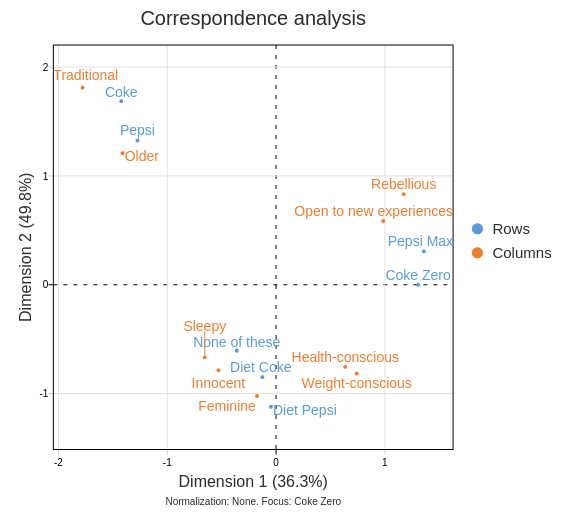 Correspondence analysis
2
Traditional
Coke
Pepsi
Older
1
Rebellious
Open to new experiences
Pepsi Max
Rows
Columns
Coke Zero
0
Sleepy
None of these
Health-conscious
Diet Coke
Innocent
Weight-conscious
-1
Feminine
Diet Pepsi
Dimension 2 (49.8%)
-2 -1 0 1
Dimension 1 (36.3%)
Normalization: None. Focus: Coke Zero